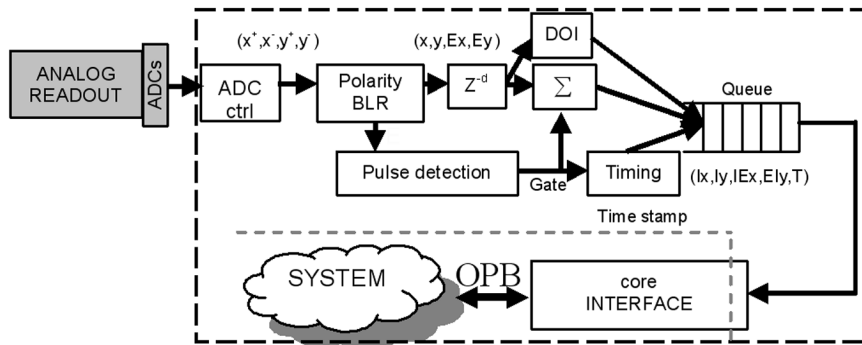 (x⁺,x⁻,y⁺,y⁻)
(x,y,Ex,Ey)
DOI
ANALOG
READOUT
ADCs
ADC
ctrl
Polarity
BLR
Z⁻ᵈ
Σ
Queue
Pulse detection
Gate
Timing
(Ix,Iy,IEx,EIy,T)
Time stamp
SYSTEM
OPB
core
INTERFACE